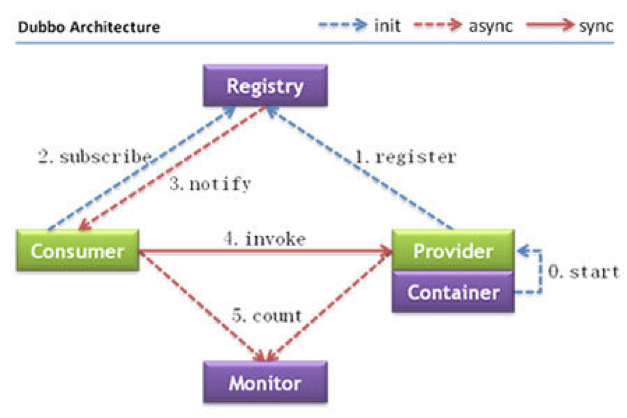 Dubbo Architecture init async sync
Registry
2. subscribe 1. register
3. notify
Consumer 4. invoke Provider
0. start
Container
5. count
Monitor